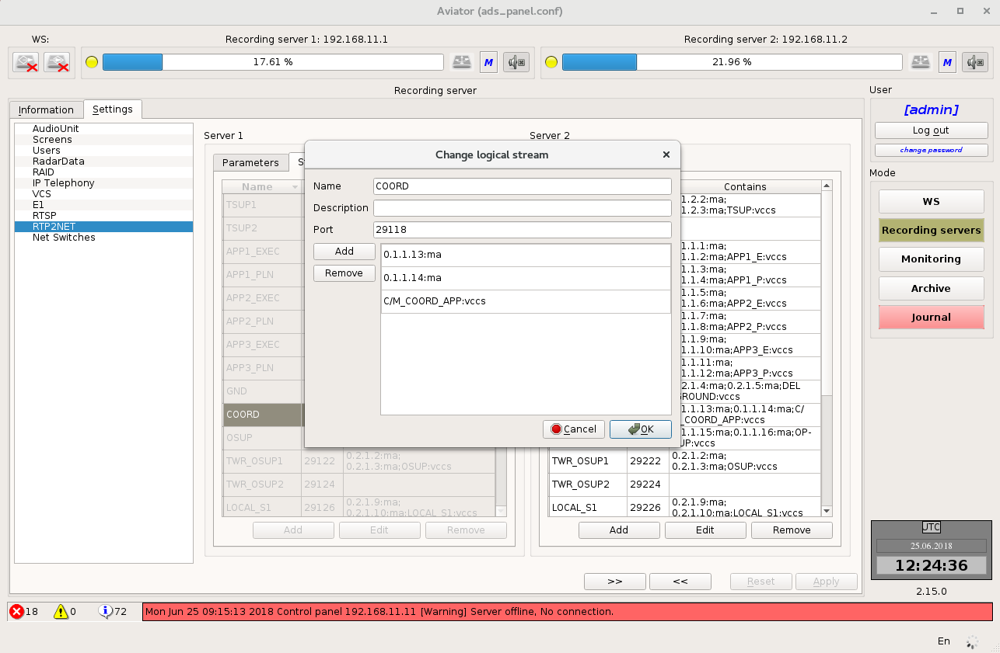 Aviator (ads_panel.conf)
WS:
Recording server 1: 192.168.11.1
Recording server 2: 192.168.11.2
17.61 %
M
21.96 %
M
Recording server
User
Information
Settings
[admin]
Log out
change password
Mode
WS
Recording servers
Monitoring
Archive
Journal
AudioUnit
Screens
Users
RadarData
RAID
IP Telephony
VCS
E1
RTSP
RTP2NET
Net Switches
Server 1
Server 2
Parameters
Name
TSUP1
TSUP2
APP1_EXEC
APP1_PLN
APP2_EXEC
APP2_PLN
APP3_EXEC
APP3_PLN
GND
COORD
OSUP
TWR_OSUP1 29122 0.2.1.2:ma;
0.2.1.3:ma;OSUP:vccs
TWR_OSUP2 29124
LOCAL_S1 29126 0.2.1.9:ma;
0.2.1.10:ma;LOCAL_S1:vccs
Add
Edit
Remove
Change logical stream
Name
COORD
Description
Port
29118
Add
Remove
0.1.1.13:ma
0.1.1.14:ma
C/M_COORD_APP:vccs
Cancel
OK
Contains
.1.2.2:ma;
.1.2.3:ma;TSUP:vccs
.1.1.1:ma;
.1.1.2:ma;APP1_E:vccs
.1.1.3:ma;
.1.1.4:ma;APP1_P:vccs
.1.1.5:ma;
.1.1.6:ma;APP2_E:vccs
.1.1.7:ma;
.1.1.8:ma;APP2_P:vccs
.1.1.9:ma;
.1.1.10:ma;APP3_E:vccs
.1.1.11:ma;
.1.1.12:ma;APP3_P:vccs
.2.1.4:ma;0.2.1.5:ma;DEL
ROUND:vccs
.1.1.13:ma;0.1.1.14:ma;C/
_COORD_APP:vccs
.1.1.15:ma;0.1.1.16:ma;OP-
UP:vccs
TWR_OSUP1 29222 0.2.1.2:ma;
0.2.1.3:ma;OSUP:vccs
TWR_OSUP2 29224
LOCAL_S1 29226 0.2.1.9:ma;
0.2.1.10:ma;LOCAL_S1:vccs
Add
Edit
Remove
>>
<<
Reset
Apply
UTC
25.06.2018
12:24:36
2.15.0
18
0
72
Mon Jun 25 09:15:13 2018 Control panel 192.168.11.11 [Warning] Server offline, No connection.
En